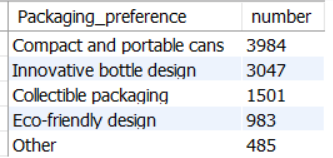 Packaging_preference number
Compact and portable cans 3984
Innovative bottle design 3047
Collectible packaging 1501
Eco-friendly design 983
Other 485